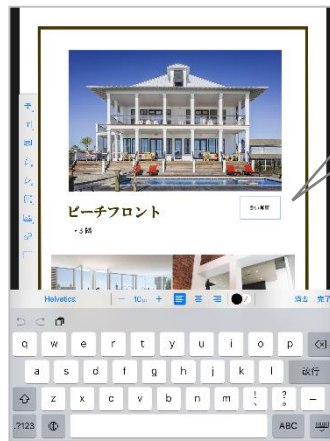 ビーチフロント
• 3 階
Helvetica
− 10pt +
消去 完了
q w e r t y u i o p
a s d f g h j k l 改行
z x c v b n m ! , ? . _
.?123 ABC